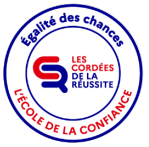 Égalité des chances
LES
CORDÉES
DE LA
RÉUSSITE
L'ÉCOLE DE LA CONFIANCE